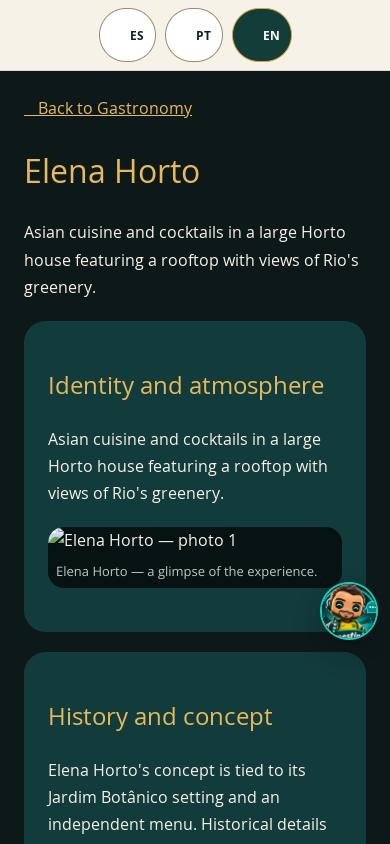 ES PT EN
Back to Gastronomy
Elena Horto
Asian cuisine and cocktails in a large Horto
house featuring a rooftop with views of Rio's
greenery.
Identity and atmosphere
Asian cuisine and cocktails in a large
Horto house featuring a rooftop with
views of Rio's greenery.
Elena Horto — photo 1
Elena Horto — a glimpse of the experience.
History and concept
Elena Horto's concept is tied to its
Jardim Botânico setting and an
independent menu. Historical details